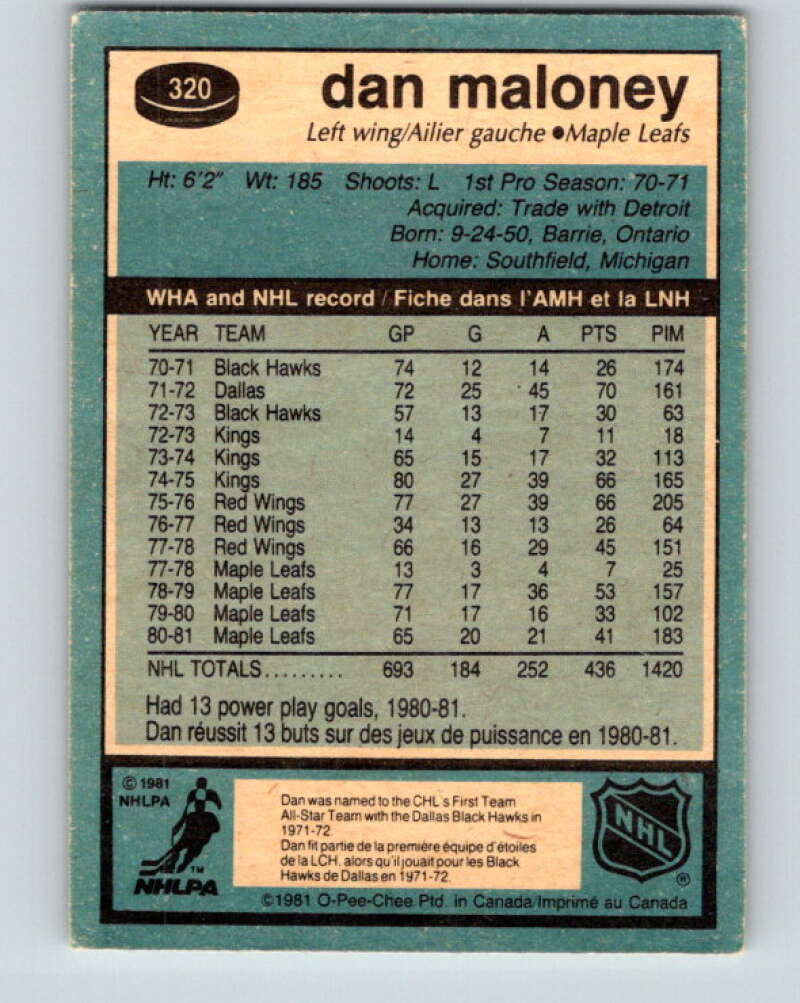 320
dan maloney
Left wing/Ailier gauche ●Maple Leafs
Ht: 6'2" Wt: 185 Shoots: L 1st Pro Season: 70-71
Acquired: Trade with Detroit
Born: 9-24-50, Barrie, Ontario
Home: Southfield, Michigan
WHA and NHL record / Fiche dans l'AMH et la LNH
YEAR TEAM GP G A PTS PIM
70-71 Black Hawks 74 12 14 26 174
71-72 Dallas 72 25 45 70 161
72-73 Black Hawks 57 13 17 30 63
72-73 Kings 14 4 7 11 18
73-74 Kings 65 15 17 32 113
74-75 Kings 80 27 39 66 165
75-76 Red Wings 77 27 39 66 205
76-77 Red Wings 34 13 13 26 64
77-78 Red Wings 66 16 29 45 151
77-78 Maple Leafs 13 3 4 7 25
78-79 Maple Leafs 77 17 36 53 157
79-80 Maple Leafs 71 17 16 33 102
80-81 Maple Leafs 65 20 21 41 183
NHL TOTALS......... 693 184 252 436 1420
Had 13 power play goals, 1980-81.
Dan réussit 13 buts sur des jeux de puissance en 1980-81.
© 1981
NHLPA
TM
NHLPA
Dan was named to the CHL's First Team
All-Star Team with the Dallas Black Hawks in
1971-72.
Dan fit partie de la première équipe d'étoiles
de la LCH, alors qu'il jouait pour les Black
Hawks de Dallas en 1971-72.
NHL
®
©1981 O-Pee-Chee Ptd. in Canada/Imprimé au Canada